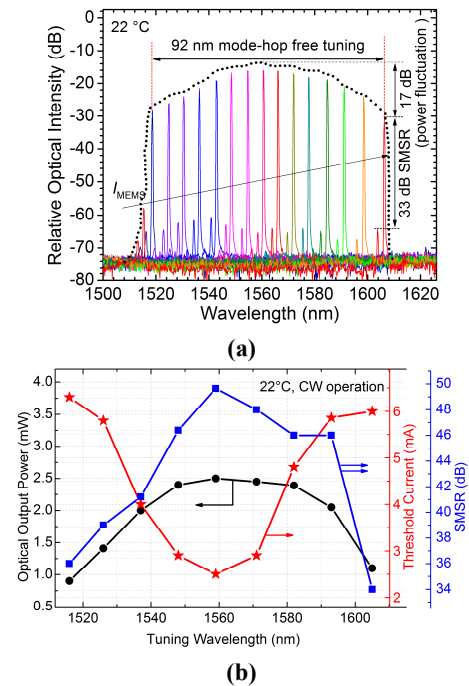 22 °C
92 nm mode-hop free tuning
0
-10
-20
-30
-40
-50
-60
-70
-80
Relative Optical Intensity (dB)
I MEMS
17 dB
(power fluctuation)
33 dB SMSR
1500 1520 1540 1560 1580 1600 1620
Wavelength (nm)
(a)
22°C, CW operation
4.0
3.5
3.0
2.5
2.0
1.5
1.0
0.5
Optical Output Power (mW)
6
5
4
3
2
Threshold Current (mA)
50
48
46
44
42
40
38
36
34
SMSR (dB)
1520 1540 1560 1580 1600
Tuning Wavelength (nm)
(b)